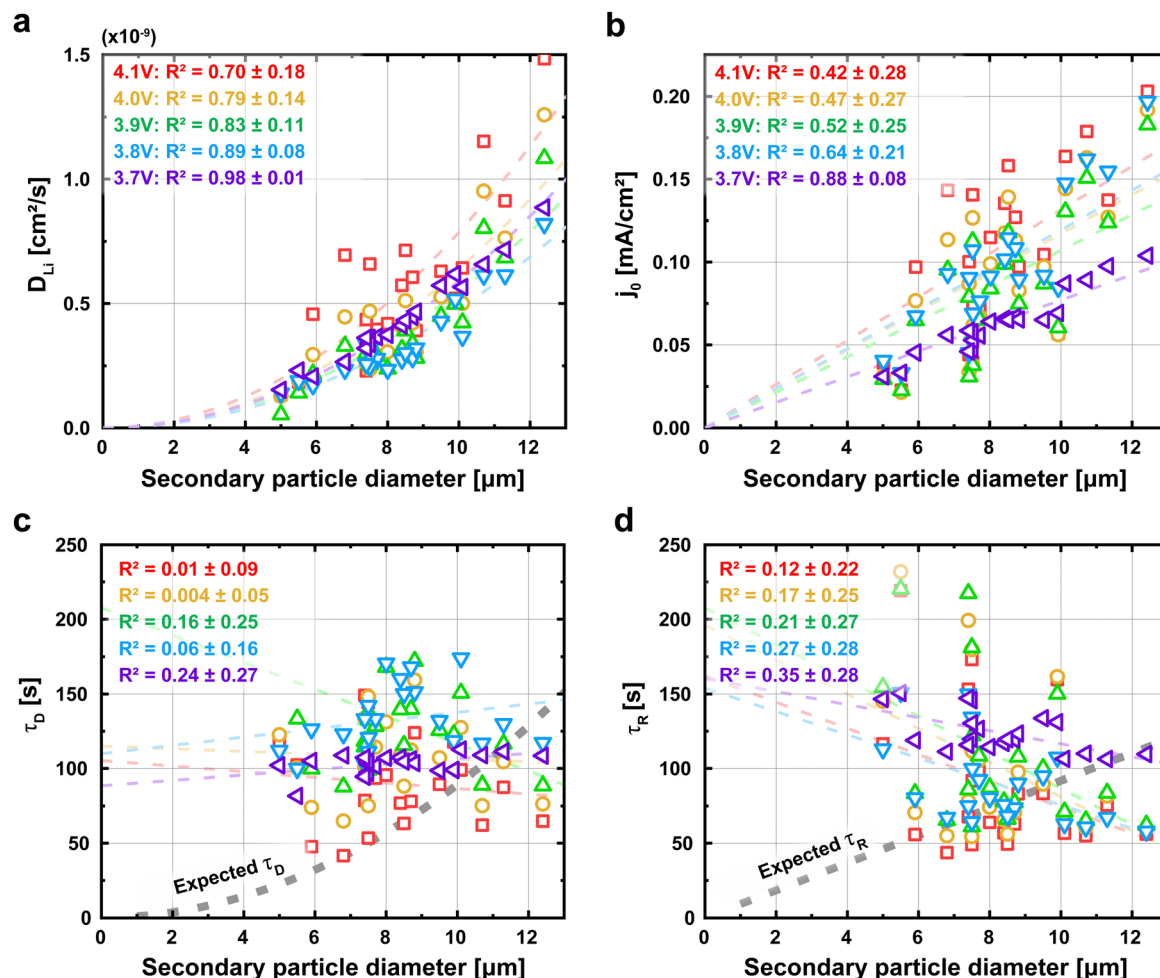 a
(x10⁻⁹)
D_Li [cm²/s]
1.5
1.0
0.5
0.0
4.1V: R² = 0.70 ± 0.18
4.0V: R² = 0.79 ± 0.14
3.9V: R² = 0.83 ± 0.11
3.8V: R² = 0.89 ± 0.08
3.7V: R² = 0.98 ± 0.01
0 2 4 6 8 10 12
Secondary particle diameter [µm]
b
j₀ [mA/cm²]
0.20
0.15
0.10
0.05
0.00
4.1V: R² = 0.42 ± 0.28
4.0V: R² = 0.47 ± 0.27
3.9V: R² = 0.52 ± 0.25
3.8V: R² = 0.64 ± 0.21
3.7V: R² = 0.88 ± 0.08
0 2 4 6 8 10 12
Secondary particle diameter [µm]
c
τ_D [s]
250
200
150
100
50
0
R² = 0.01 ± 0.09
R² = 0.004 ± 0.05
R² = 0.16 ± 0.25
R² = 0.06 ± 0.16
R² = 0.24 ± 0.27
Expected τ_D
0 2 4 6 8 10 12
Secondary particle diameter [µm]
d
τ_R [s]
250
200
150
100
50
0
R² = 0.12 ± 0.22
R² = 0.17 ± 0.25
R² = 0.21 ± 0.27
R² = 0.27 ± 0.28
R² = 0.35 ± 0.28
Expected τ_R
0 2 4 6 8 10 12
Secondary particle diameter [µm]